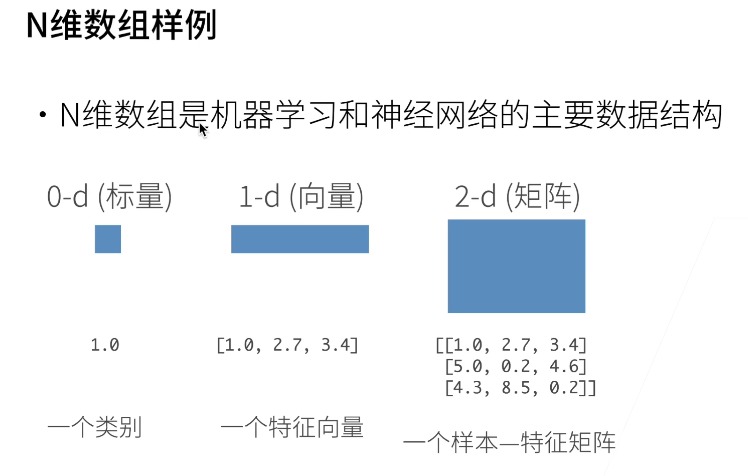 N维数组样例
•N维数组是机器学习和神经网络的主要数据结构
0-d (标量) 1-d (向量) 2-d (矩阵)
1.0 [1.0, 2.7, 3.4] [[1.0, 2.7, 3.4]
[5.0, 0.2, 4.6]
[4.3, 8.5, 0.2]]
一个类别 一个特征向量 一个样本—特征矩阵